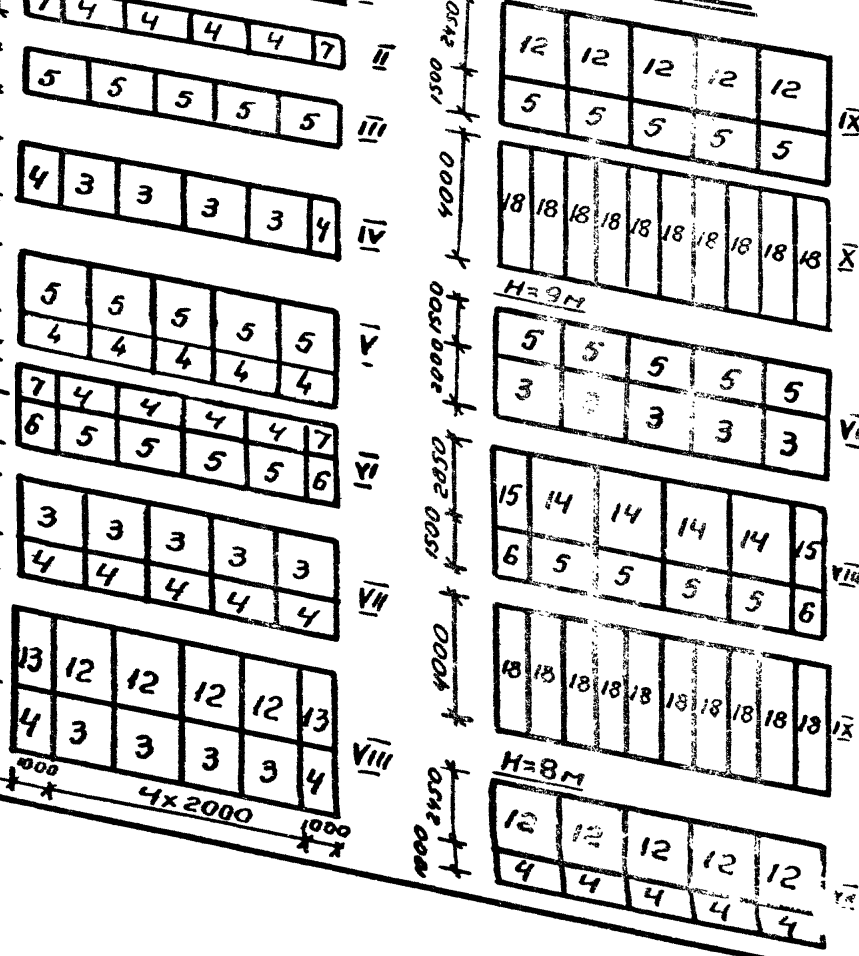 7 4 4 4 4 7 II
5 5 5 5 5 III
4 3 3 3 3 4 IV
5 5 5 5 5
4 4 4 4 4 V
7 4 4 4 4 7
6 5 5 5 5 6 VI
3 3 3 3 3
4 4 4 4 4 VII
13 12 12 12 12 13
4 3 3 3 3 4 VIII
1000 4x2000 1000
2450 1500
12 12 12 12 12
5 5 5 5 5 IX
4000
18 18 18 18 18 18 18 18 18 18 X
H=9м
1500 2000
5 5 5 5 5
3 3 3 3
2850 1500
15 14 14 14 14 15
6 5 5 5 5 6 VIII
4000
18 18 18 18 18 18 18 18 18 18 IX
H=8м
2450
12 12 12 12 12
4 4 4 4 4